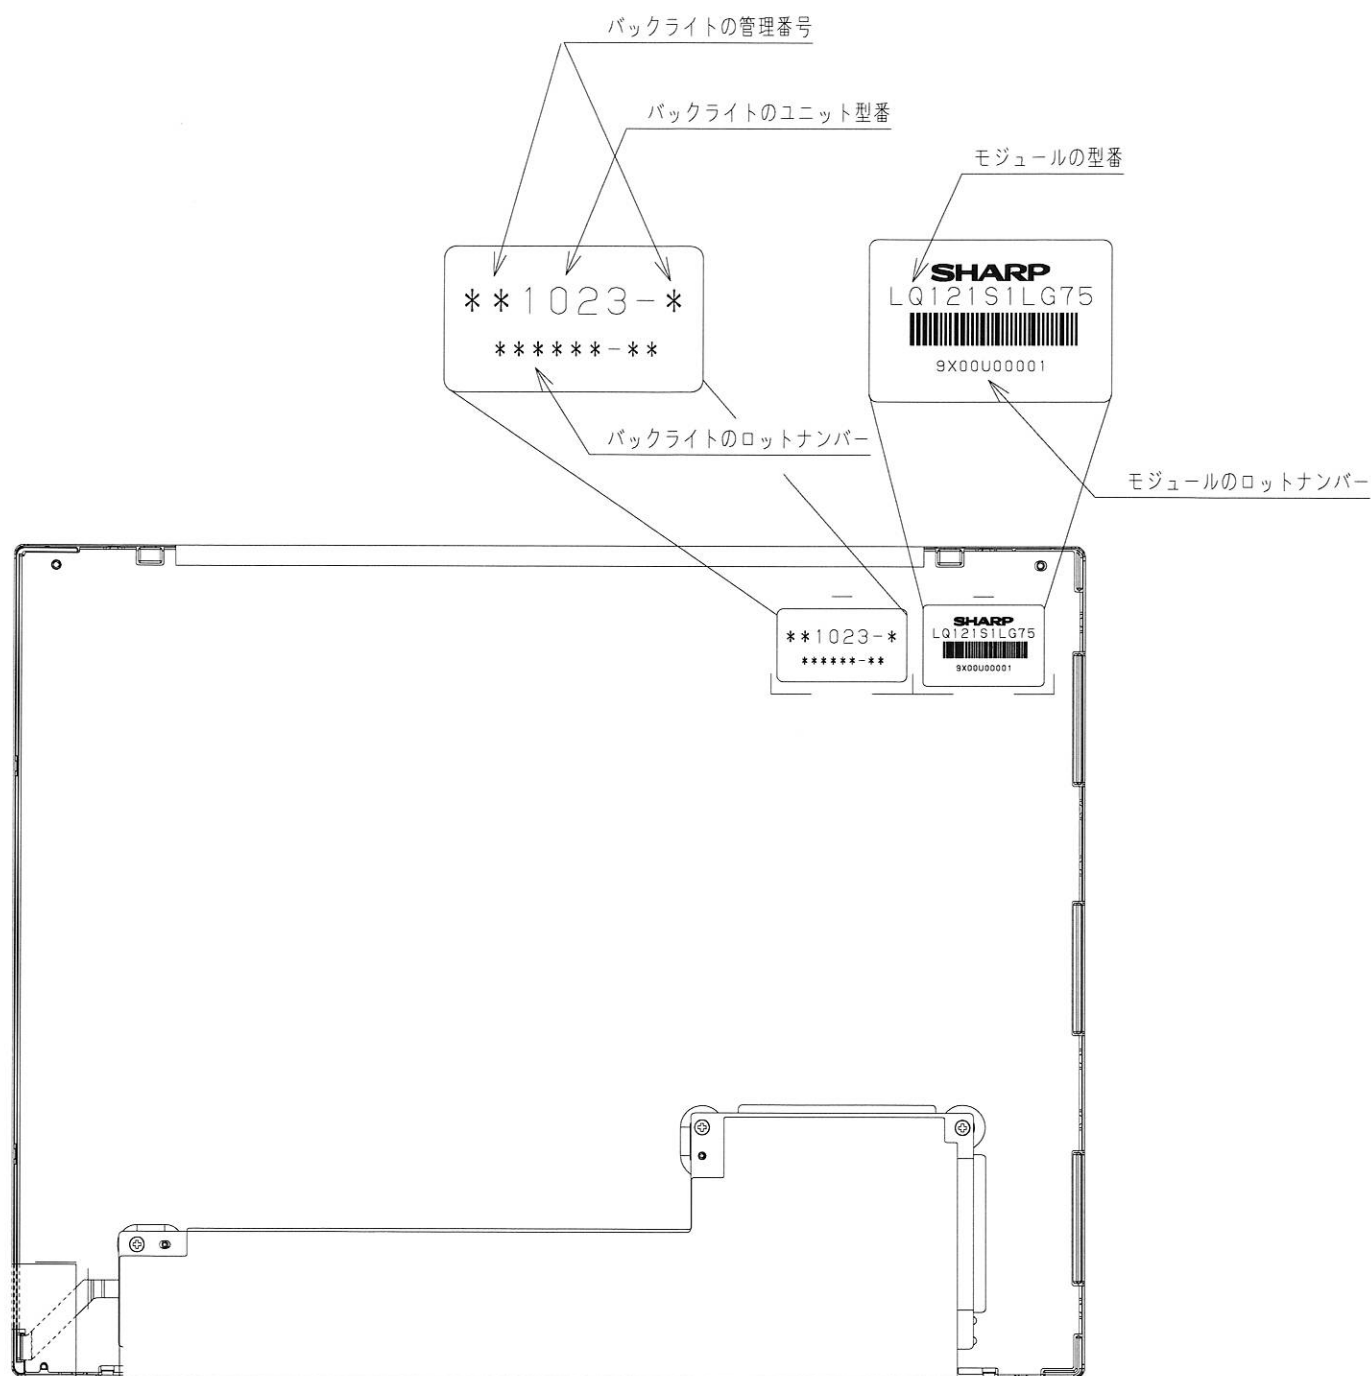 バックライトの管理番号
バックライトのユニット型番
モジュールの型番
**1023-*
******-**
SHARP
LQ121S1LG75
9X00U00001
バックライトのロットナンバー
モジュールのロットナンバー
**1023-*
******-**
SHARP
LQ121S1LG75
9X00U00001